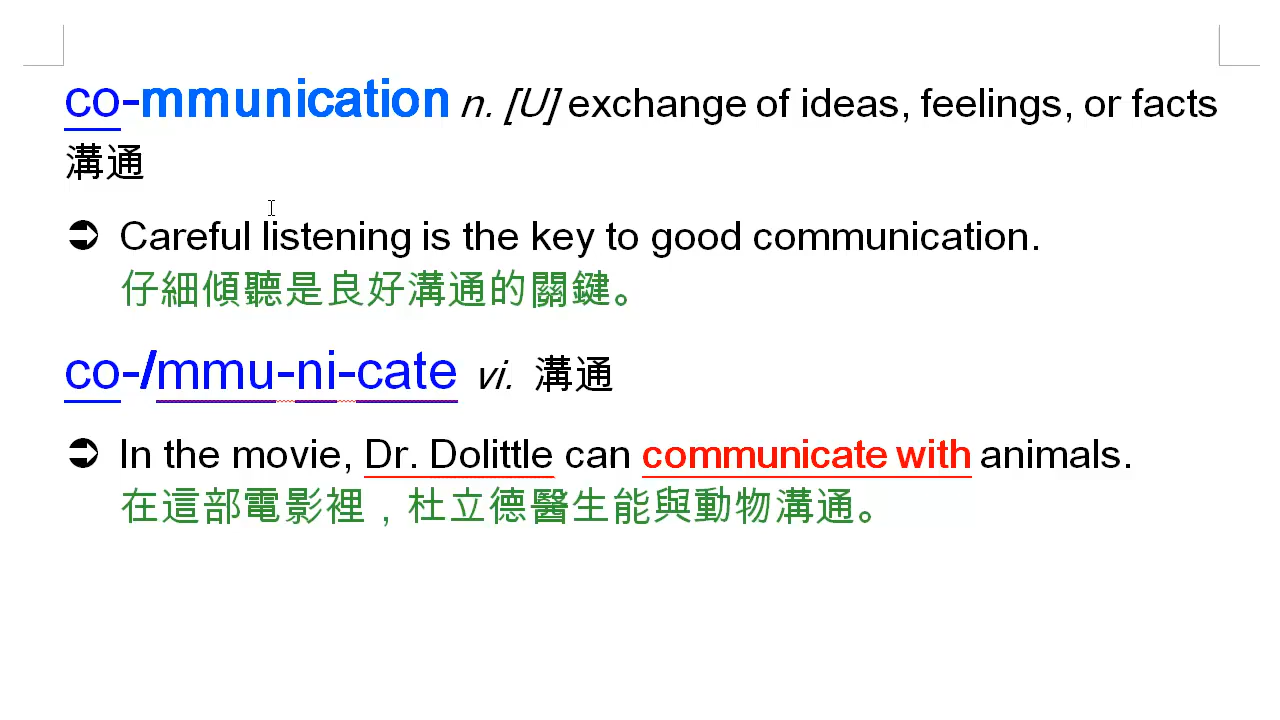 co-mmunication n. [U] exchange of ideas, feelings, or facts
溝通
➲ Careful listening is the key to good communication.
仔細傾聽是良好溝通的關鍵。
co-/mmu-ni-cate vi. 溝通
➲ In the movie, Dr. Dolittle can communicate with animals.
在這部電影裡，杜立德醫生能與動物溝通。